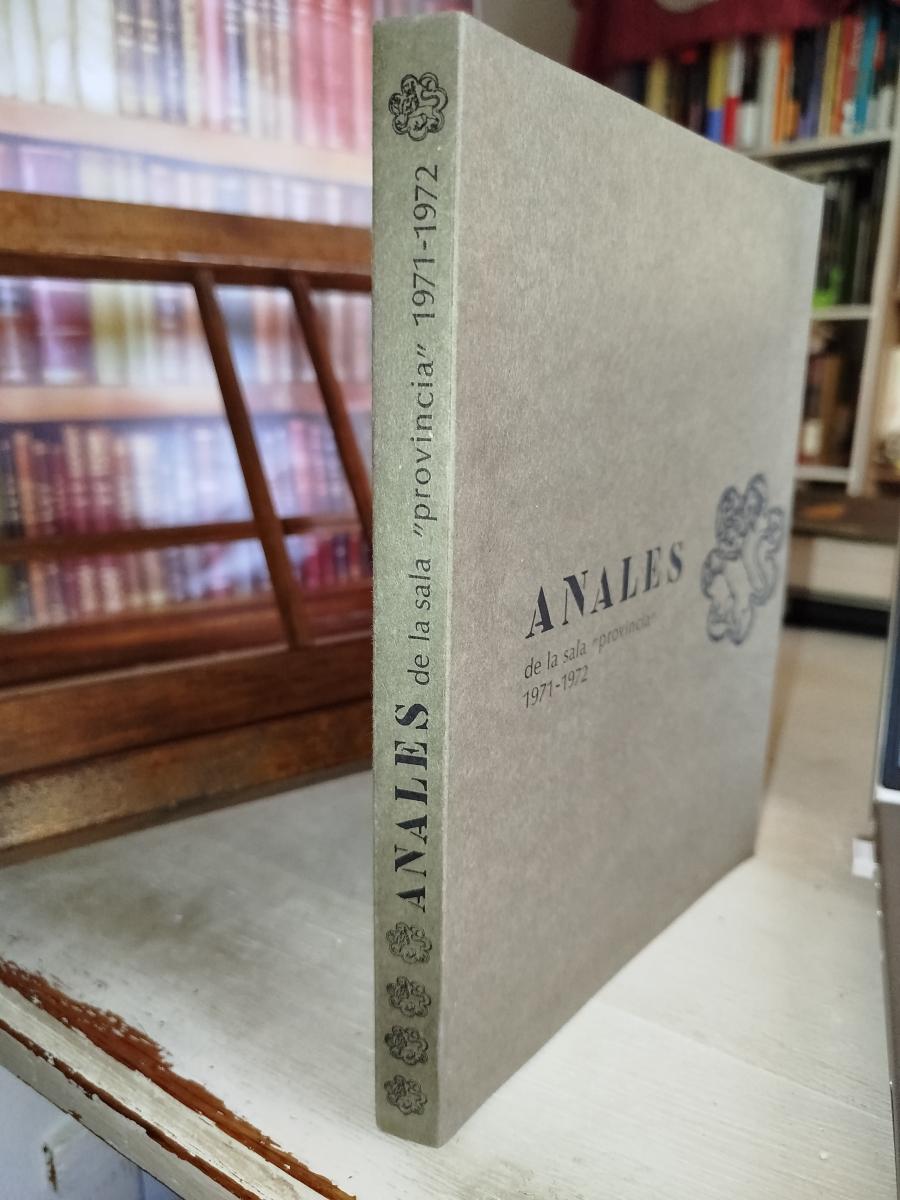 ANALES de la sala "provincia" 1971-1972
ANALES
de la sala "provincia"
1971-1972